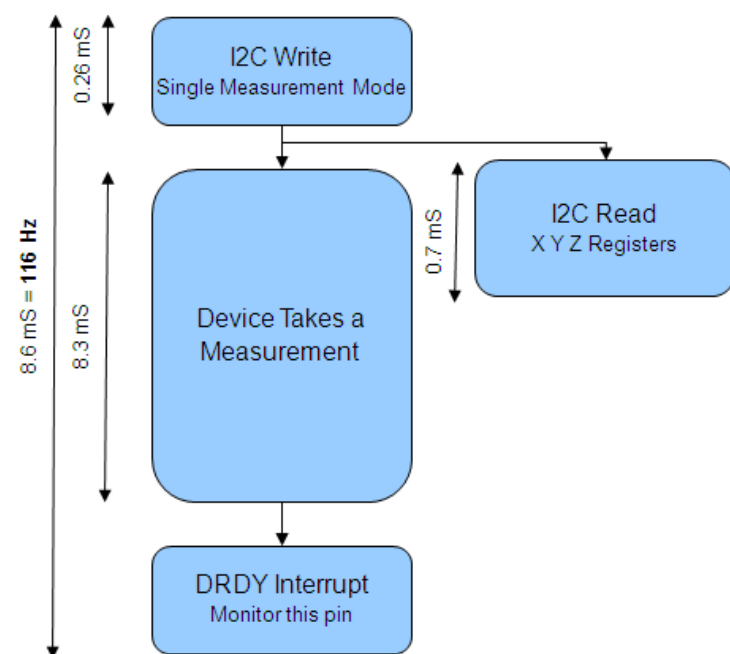 0.26 mS
I2C Write
Single Measurement Mode
8.6 mS = 116 Hz
8.3 mS
Device Takes a
Measurement
0.7 mS
I2C Read
X Y Z Registers
DRDY Interrupt
Monitor this pin